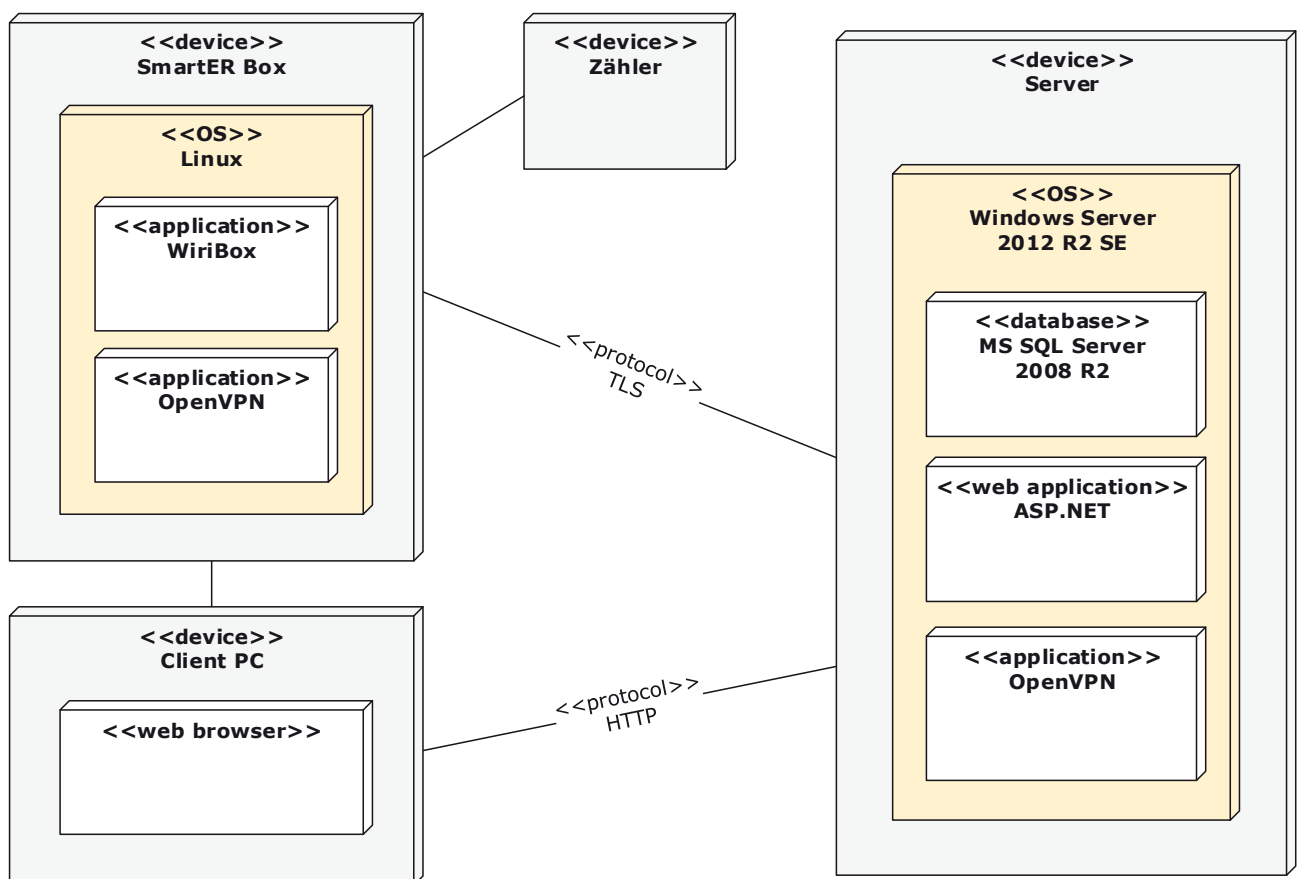 <<device>>
SmartER Box
<<OS>>
Linux
<<application>>
WiriBox
<<application>>
OpenVPN
<<device>>
Zähler
<<device>>
Server
<<OS>>
Windows Server
2012 R2 SE
<<database>>
MS SQL Server
2008 R2
<<web application>>
ASP.NET
<<application>>
OpenVPN
<<protocol>>
TLS
<<device>>
Client PC
<<web browser>>
<<protocol>>
HTTP